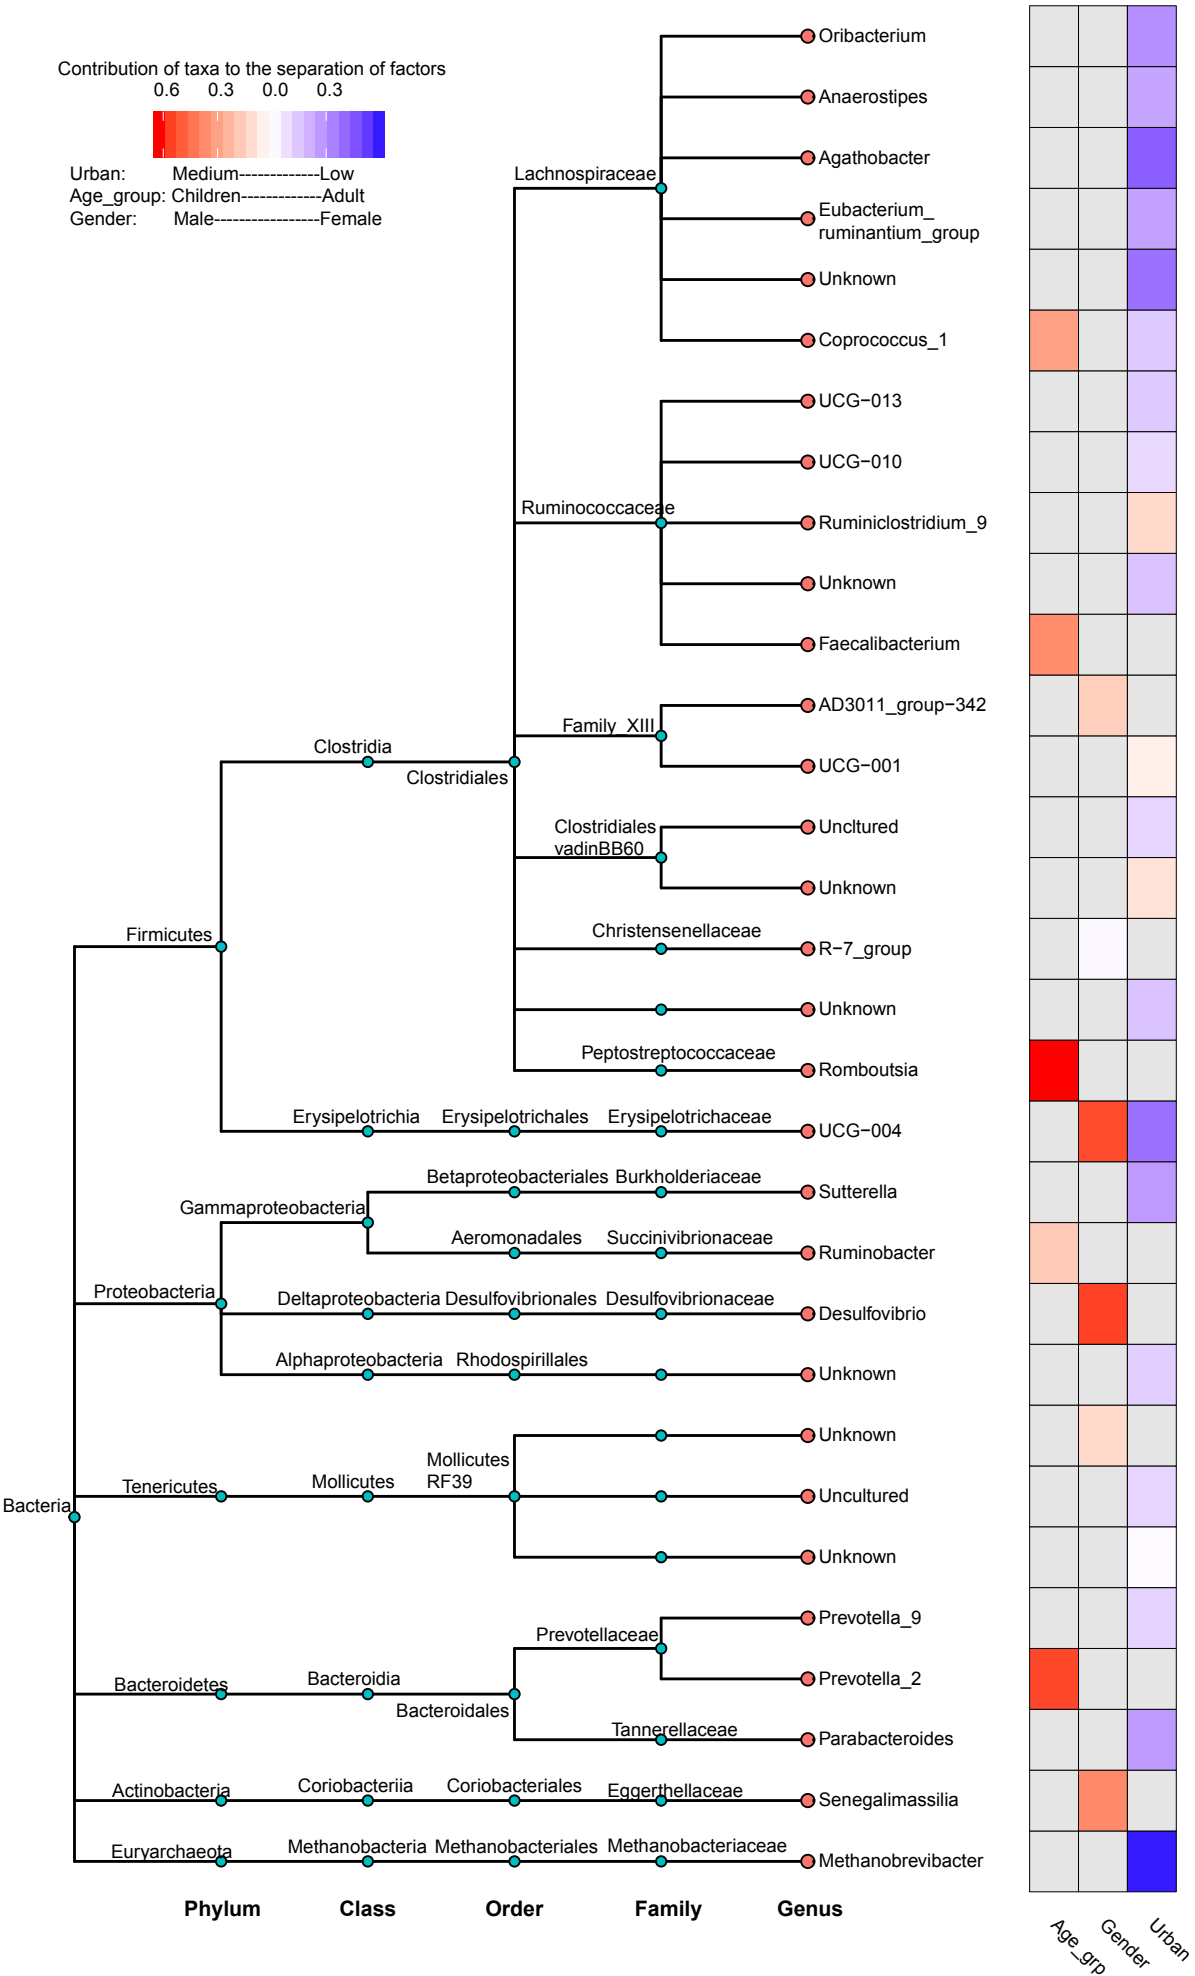 Contribution of taxa to the separation of factors
0.6 0.3 0.0 0.3
Urban: Medium-------------Low
Age_group: Children-------------Adult
Gender: Male-----------------Female
Oribacterium
Anaerostipes
Agathobacter
Lachnospiraceae
Eubacterium_
ruminantium_group
Unknown
Coprococcus_1
UCG−013
UCG−010
Ruminococcaceae
Ruminiclostridium_9
Unknown
Faecalibacterium
AD3011_group−342
Family_XIII
Clostridia
UCG−001
Clostridiales
Clostridiales
vadinBB60
Uncltured
Unknown
Firmicutes
Christensenellaceae
R−7_group
Unknown
Peptostreptococcaceae
Romboutsia
Erysipelotrichia Erysipelotrichales Erysipelotrichaceae
UCG−004
Betaproteobacteriales Burkholderiaceae
Sutterella
Gammaproteobacteria
Aeromonadales Succinivibrionaceae
Ruminobacter
Proteobacteria
Deltaproteobacteria Desulfovibrionales Desulfovibrionaceae
Desulfovibrio
Alphaproteobacteria Rhodospirillales
Unknown
Unknown
Mollicutes
RF39
Tenericutes Mollicutes
Uncultured
Bacteria
Unknown
Prevotella_9
Prevotellaceae
Bacteroidetes Bacteroidia
Prevotella_2
Bacteroidales
Tannerellaceae
Parabacteroides
Actinobacteria Coriobacteriia Coriobacteriales Eggerthellaceae
Senegalimassilia
Euryarchaeota Methanobacteria Methanobacteriales Methanobacteriaceae
Methanobrevibacter
Phylum Class Order Family Genus
Age_grp Gender Urban